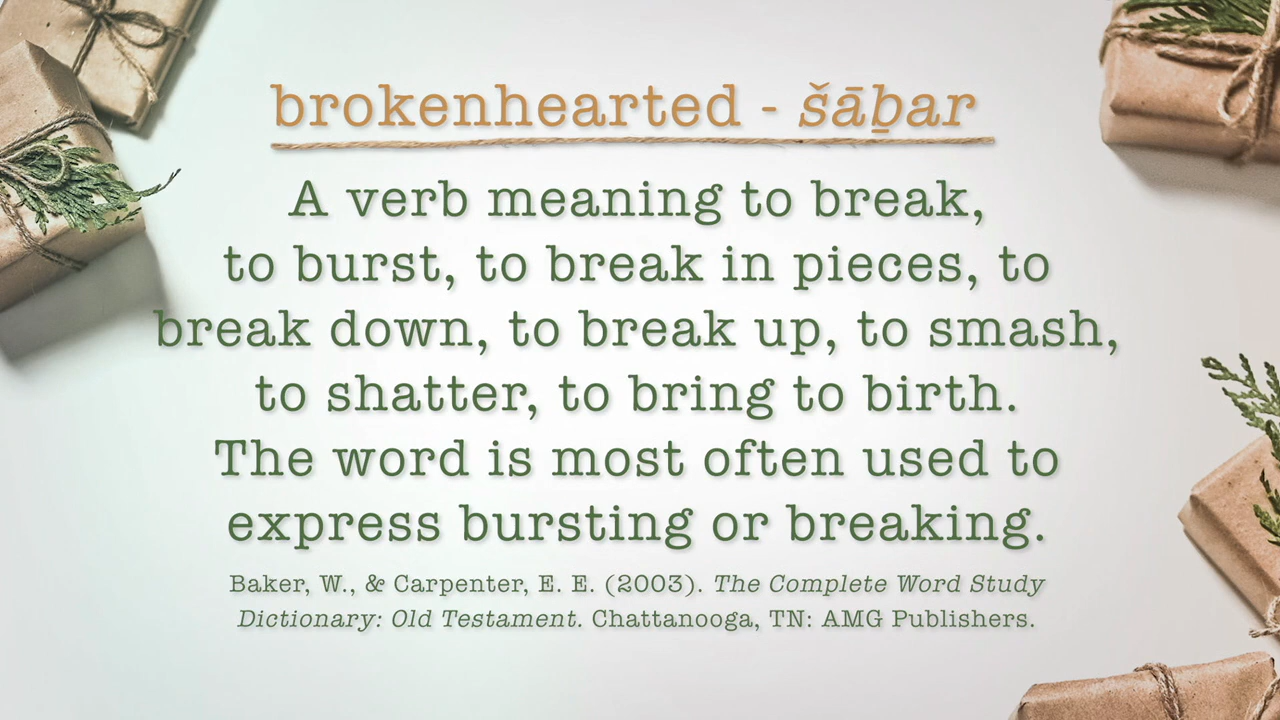 brokenhearted - šāḇar
A verb meaning to break,
to burst, to break in pieces, to
break down, to break up, to smash,
to shatter, to bring to birth.
The word is most often used to
express bursting or breaking.
Baker, W., & Carpenter, E. E. (2003). The Complete Word Study
Dictionary: Old Testament. Chattanooga, TN: AMG Publishers.